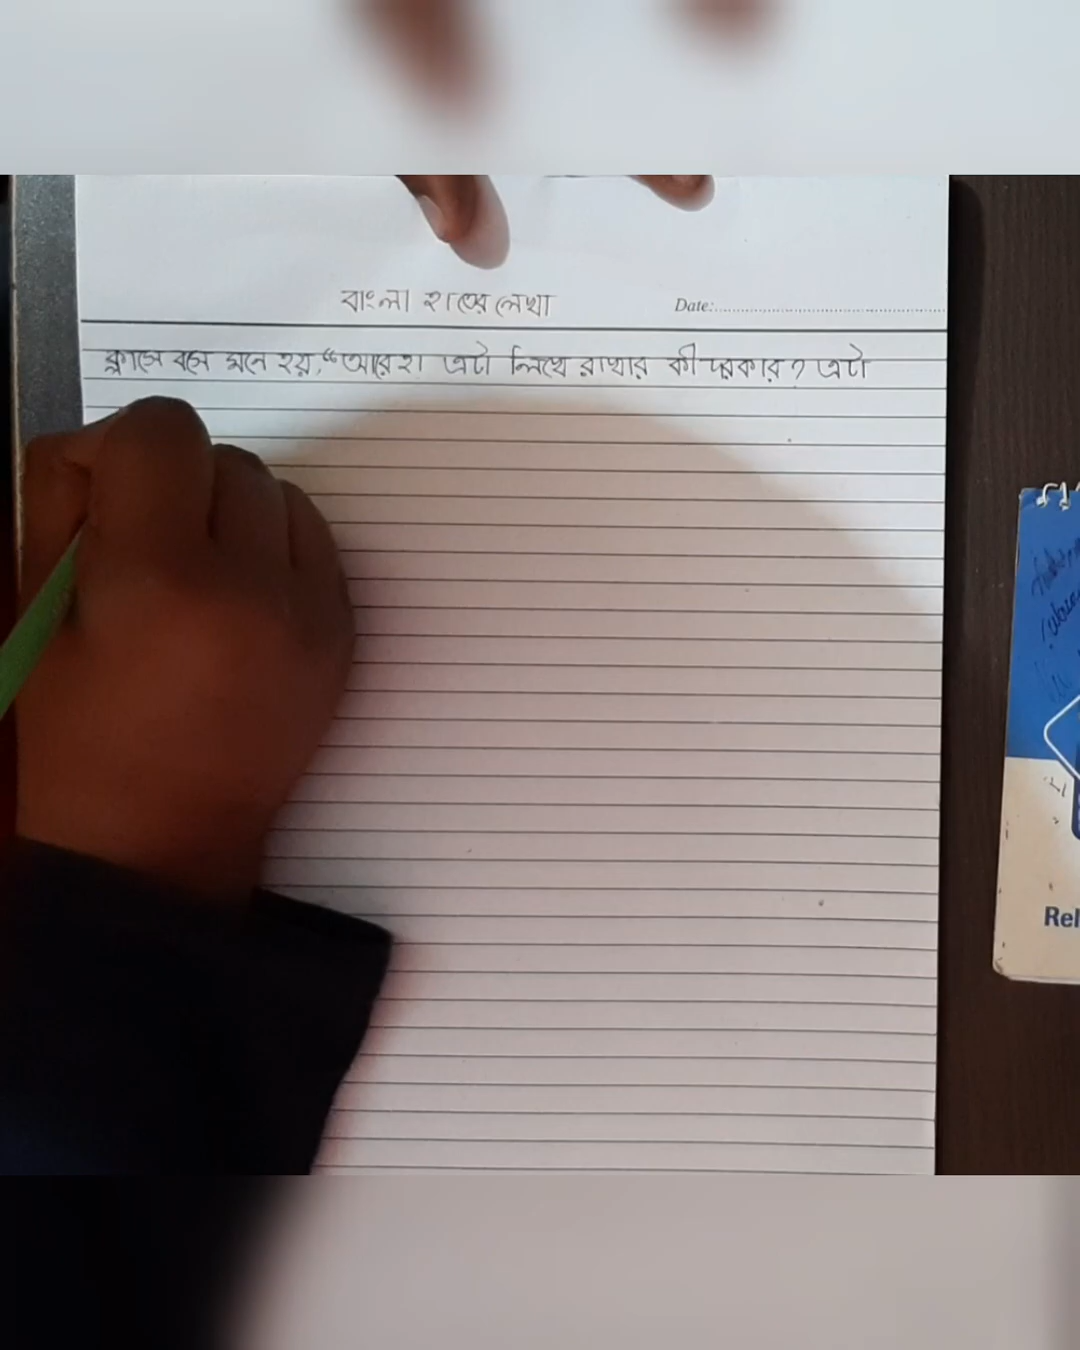 বাংলা হাতের লেখা
Date:
ক্লাসে বসে মনে হয়, “আরে হা এটা লিখে রাখার কী দরকার? এটা
Rel